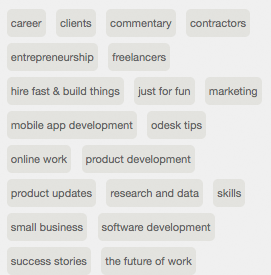 career clients commentary contractors
entrepreneurship freelancers
hire fast & build things just for fun marketing
mobile app development odesk tips
online work product development
product updates research and data skills
small business software development
success stories the future of work